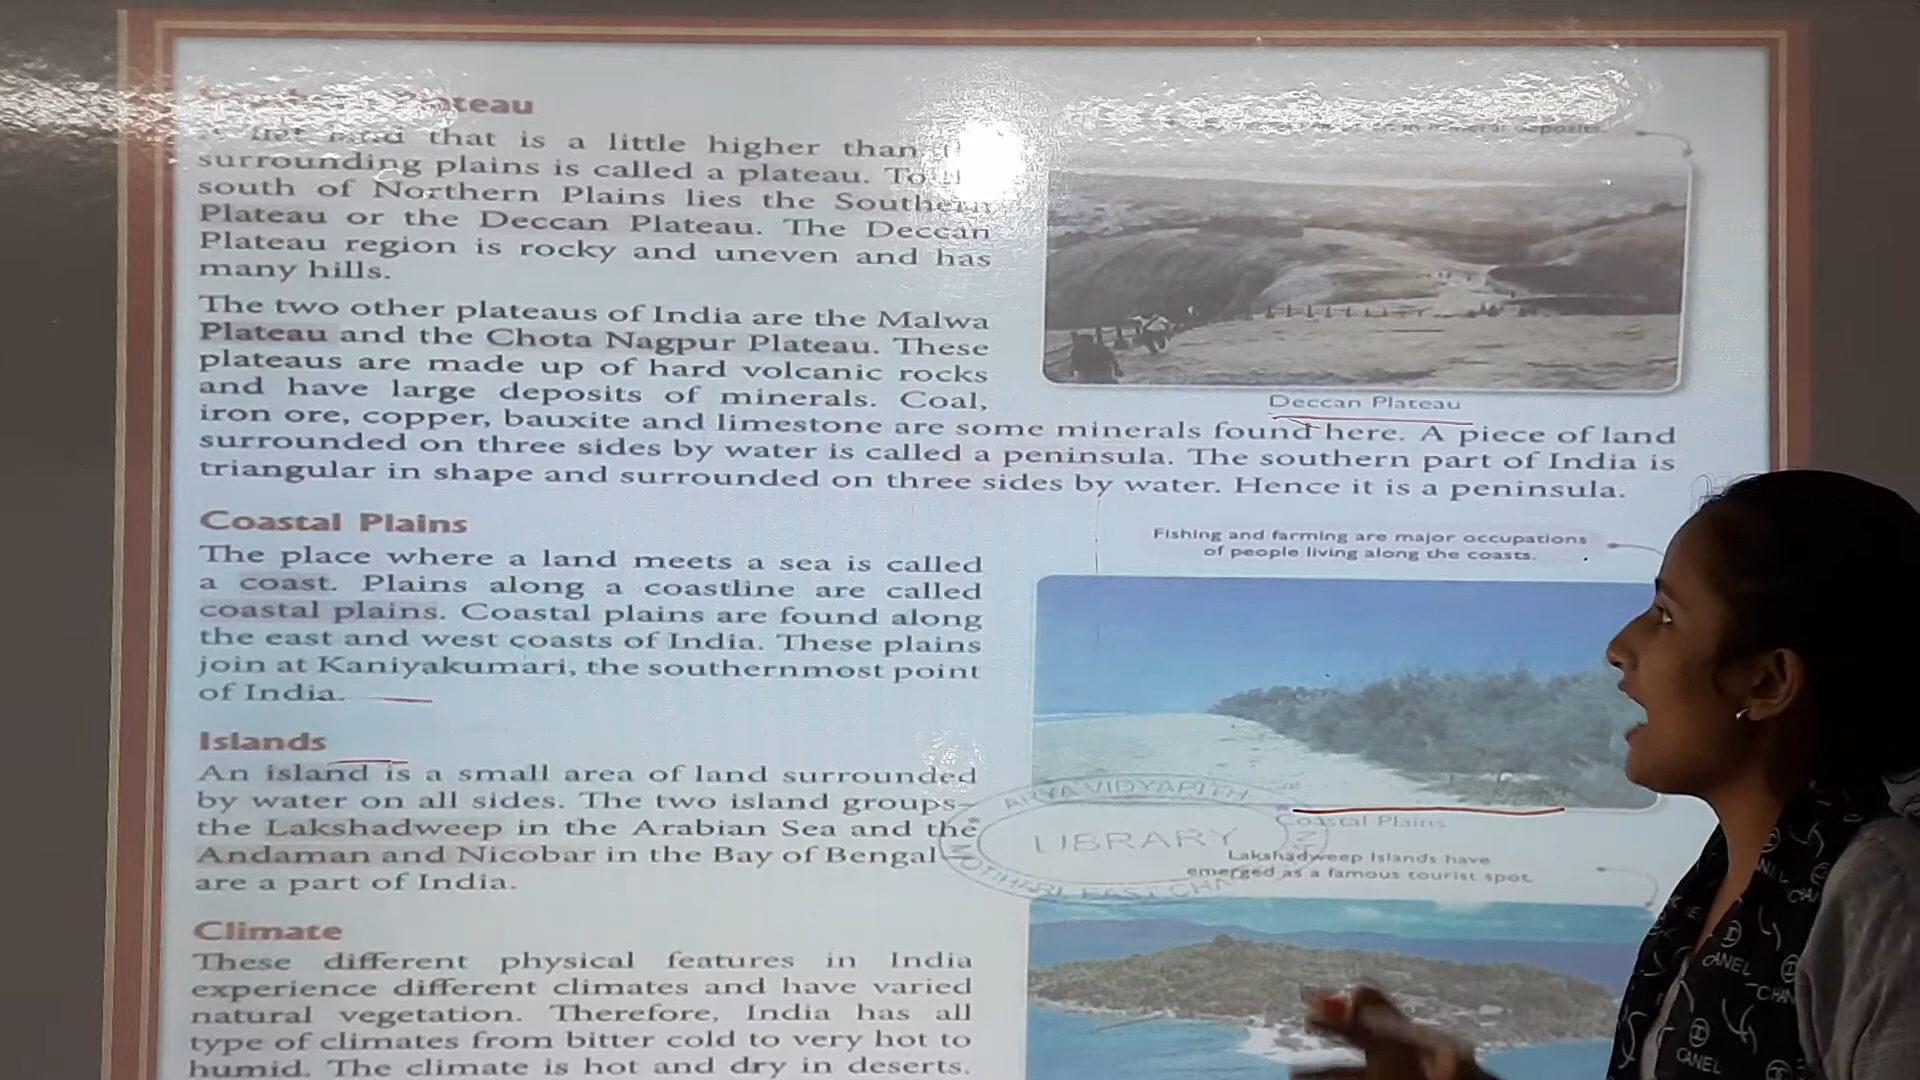 Plateau
that is a little higher than
surrounding plains is called a plateau. To
south of Northern Plains lies the Southern
Plateau or the Deccan Plateau. The Deccan
Plateau region is rocky and uneven and has
many hills.
The two other plateaus of India are the Malwa
Plateau and the Chota Nagpur Plateau. These
plateaus are made up of hard volcanic rocks
and have large deposits of minerals. Coal,
iron ore, copper, bauxite and limestone are some minerals found here. A piece of land
surrounded on three sides by water is called a peninsula. The southern part of India is
triangular in shape and surrounded on three sides by water. Hence it is a peninsula.
in mineral deposits.
Deccan Plateau
Coastal Plains
The place where a land meets a sea is called
a coast. Plains along a coastline are called
coastal plains. Coastal plains are found along
the east and west coasts of India. These plains
join at Kaniyakumari, the southernmost point
of India.
Fishing and farming are major occupations
of people living along the coasts.
Coastal Plains
Islands
An island is a small area of land surrounded
by water on all sides. The two island groups—
the Lakshadweep in the Arabian Sea and the
Andaman and Nicobar in the Bay of Bengal—
are a part of India.
ARYA VIDYAPITH
LIBRARY
MOTIHARI EAST CHA
Lakshadweep Islands have
emerged as a famous tourist spot.
Climate
These different physical features in India
experience different climates and have varied
natural vegetation. Therefore, India has all
type of climates from bitter cold to very hot to
humid. The climate is hot and dry in deserts.
CANEL
CANEL